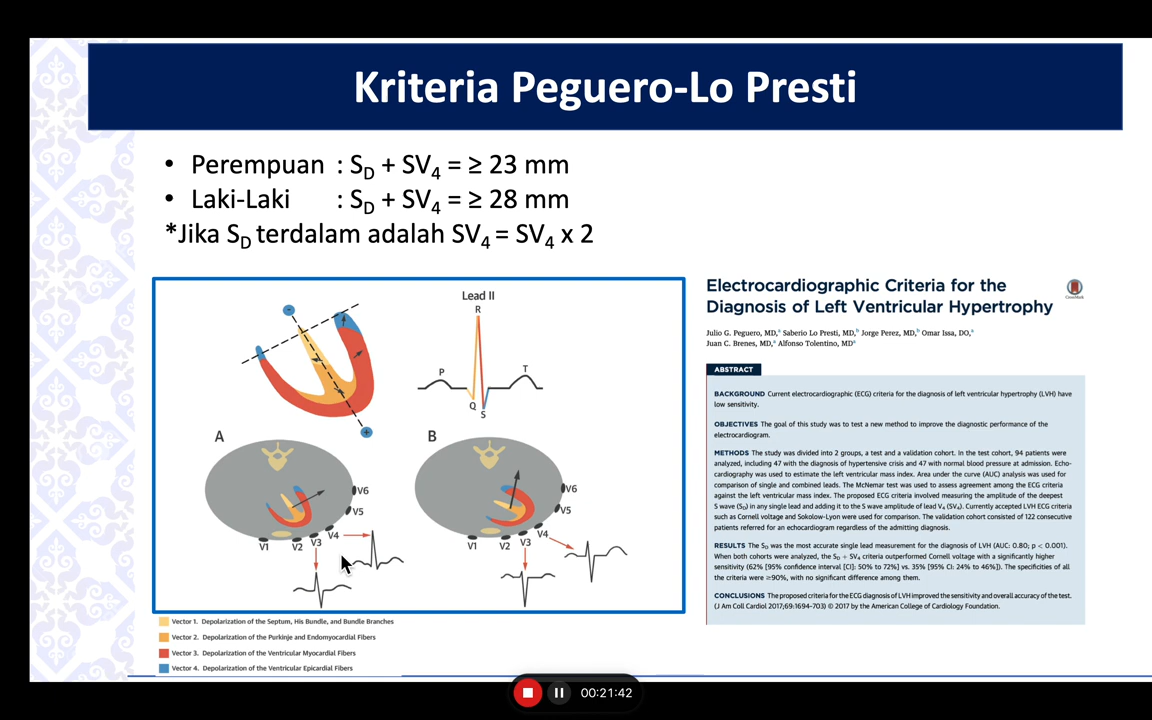 Kriteria Peguero-Lo Presti
• Perempuan : SD + SV4 = ≥ 23 mm
• Laki-Laki : SD + SV4 = ≥ 28 mm
*Jika SD terdalam adalah SV4 = SV4 x 2
Lead II
R
P
T
Q
S
A
B
V6
V5
V4
V3
V2
V1
V6
V5
V4
V3
V2
V1
Vector 1. Depolarization of the Septum, His Bundle, and Bundle Branches
Vector 2. Depolarization of the Purkinje and Endomyocardial Fibers
Vector 3. Depolarization of the Ventricular Myocardial Fibers
Vector 4. Depolarization of the Ventricular Epicardial Fibers
Electrocardiographic Criteria for the
Diagnosis of Left Ventricular Hypertrophy
CrossMark
Julio G. Peguero, MD,a Saberio Lo Presti, MD,b Jorge Perez, MD,b Omar Issa, DO,a
Juan C. Brenes, MD,a Alfonso Tolentino, MDa
ABSTRACT
BACKGROUND Current electrocardiographic (ECG) criteria for the diagnosis of left ventricular hypertrophy (LVH) have
low sensitivity.
OBJECTIVES The goal of this study was to test a new method to improve the diagnostic performance of the
electrocardiogram.
METHODS The study was divided into 2 groups, a test and a validation cohort. In the test cohort, 94 patients were
analyzed, including 47 with the diagnosis of hypertensive crisis and 47 with normal blood pressure at admission. Echo-
cardiography was used to estimate the left ventricular mass index. Area under the curve (AUC) analysis was used for
comparison of single and combined leads. The McNemar test was used to assess agreement among the ECG criteria
against the left ventricular mass index. The proposed ECG criteria involved measuring the amplitude of the deepest
S wave (SD) in any single lead and adding it to the S wave amplitude of lead V4 (SV4). Currently accepted LVH ECG criteria
such as Cornell voltage and Sokolow-Lyon were used for comparison. The validation cohort consisted of 122 consecutive
patients referred for an echocardiogram regardless of the admitting diagnosis.
RESULTS The SD was the most accurate single lead measurement for the diagnosis of LVH (AUC: 0.80; p < 0.001).
When both cohorts were analyzed, the SD + SV4 criteria outperformed Cornell voltage with a significantly higher
sensitivity (62% [95% confidence interval [CI]: 50% to 72%] vs. 35% [95% CI: 24% to 46%]). The specificities of all
the criteria were ≥90%, with no significant difference among them.
CONCLUSIONS The proposed criteria for the ECG diagnosis of LVH improved the sensitivity and overall accuracy of the test.
(J Am Coll Cardiol 2017;69:1694-703) © 2017 by the American College of Cardiology Foundation.
00:21:42